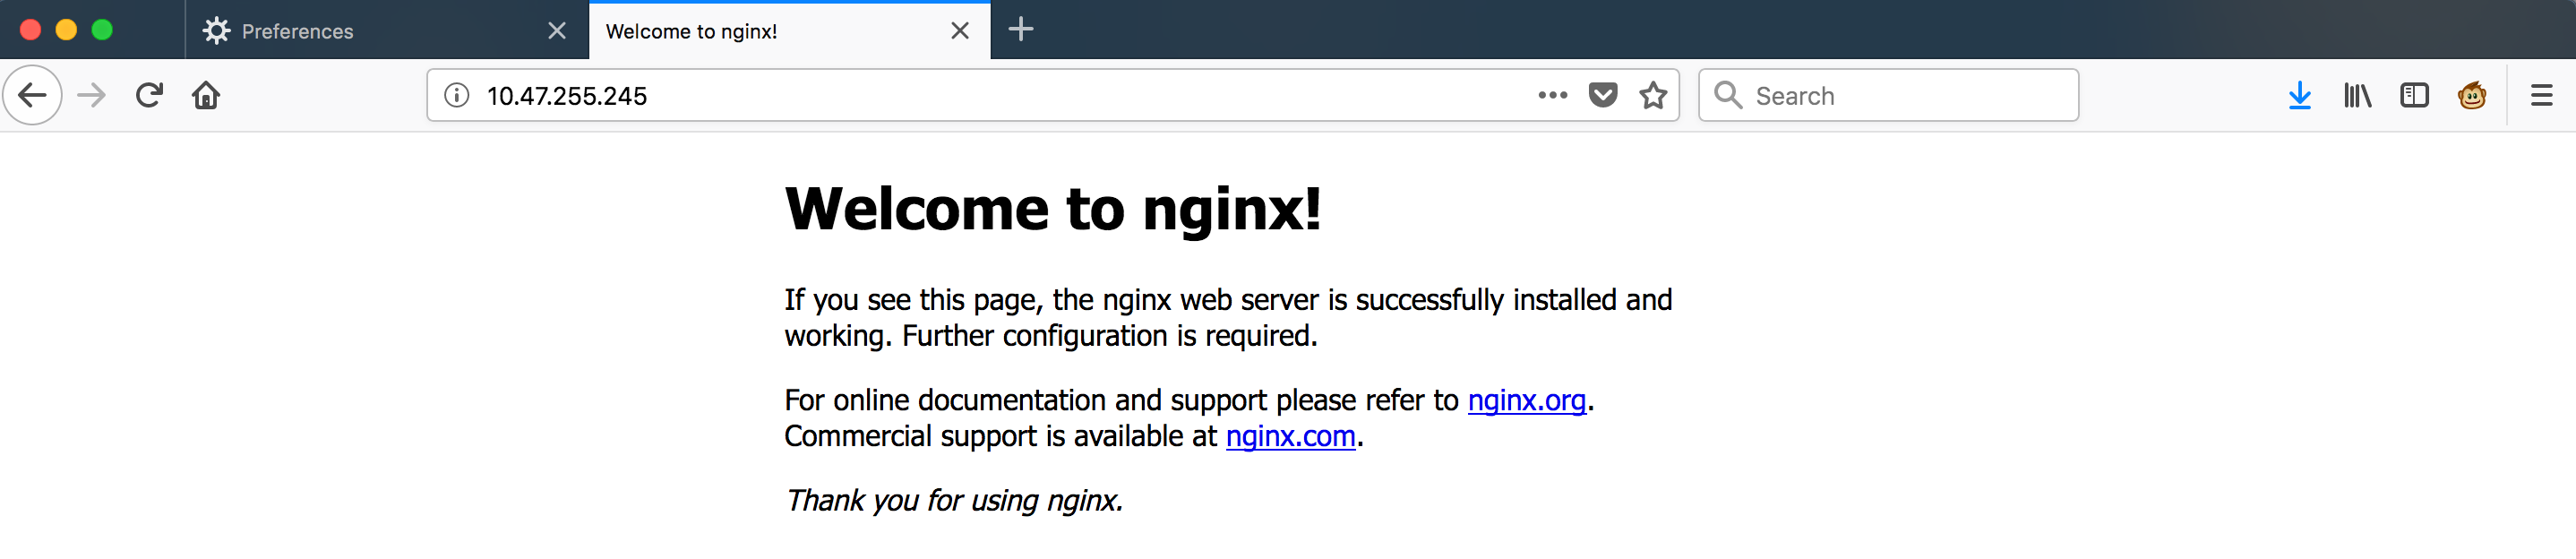 Preferences
Welcome to nginx!
10.47.255.245
Search
Welcome to nginx!
If you see this page, the nginx web server is successfully installed and
working. Further configuration is required.
For online documentation and support please refer to nginx.org.
Commercial support is available at nginx.com.
Thank you for using nginx.